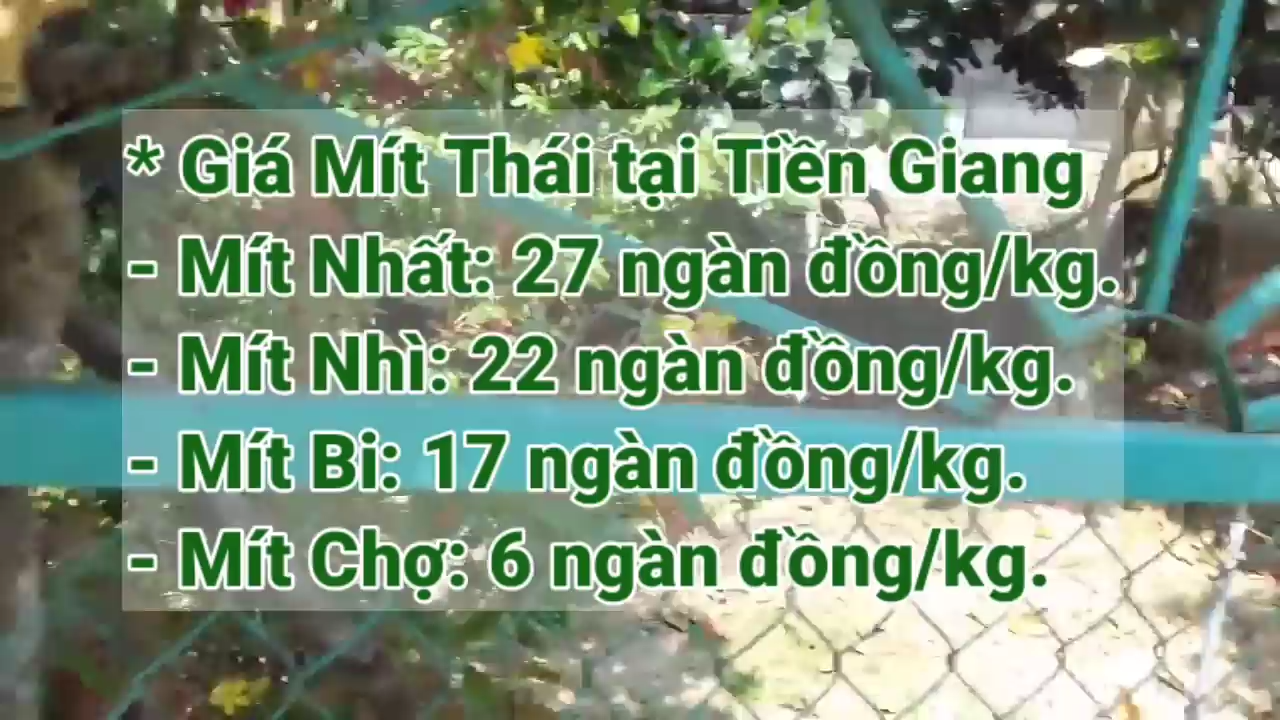 * Giá Mít Thái tại Tiền Giang
- Mít Nhất: 27 ngàn đồng/kg.
- Mít Nhì: 22 ngàn đồng/kg.
- Mít Bi: 17 ngàn đồng/kg.
- Mít Chợ: 6 ngàn đồng/kg.